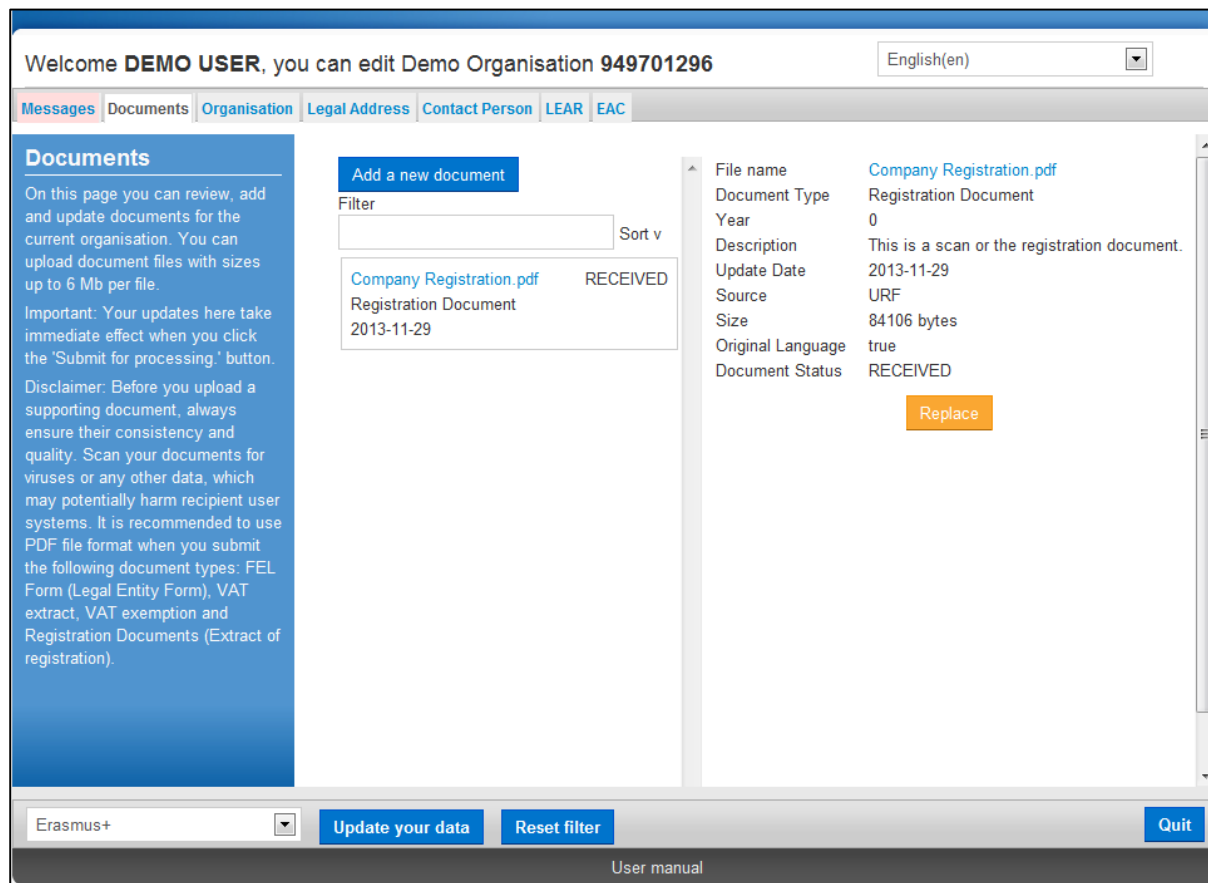 Welcome DEMO USER, you can edit Demo Organisation 949701296
English(en)
Messages Documents Organisation Legal Address Contact Person LEAR EAC
Documents
On this page you can review, add
and update documents for the
current organisation. You can
upload document files with sizes
up to 6 Mb per file.
Important: Your updates here take
immediate effect when you click
the 'Submit for processing.' button.
Disclaimer: Before you upload a
supporting document, always
ensure their consistency and
quality. Scan your documents for
viruses or any other data, which
may potentially harm recipient user
systems. It is recommended to use
PDF file format when you submit
the following document types: FEL
Form (Legal Entity Form), VAT
extract, VAT exemption and
Registration Documents (Extract of
registration).
Add a new document
Filter
Sort v
Company Registration.pdf RECEIVED
Registration Document
2013-11-29
File name Company Registration.pdf
Document Type Registration Document
Year 0
Description This is a scan or the registration document.
Update Date 2013-11-29
Source URF
Size 84106 bytes
Original Language true
Document Status RECEIVED
Replace
Erasmus+
Update your data
Reset filter
Quit
User manual